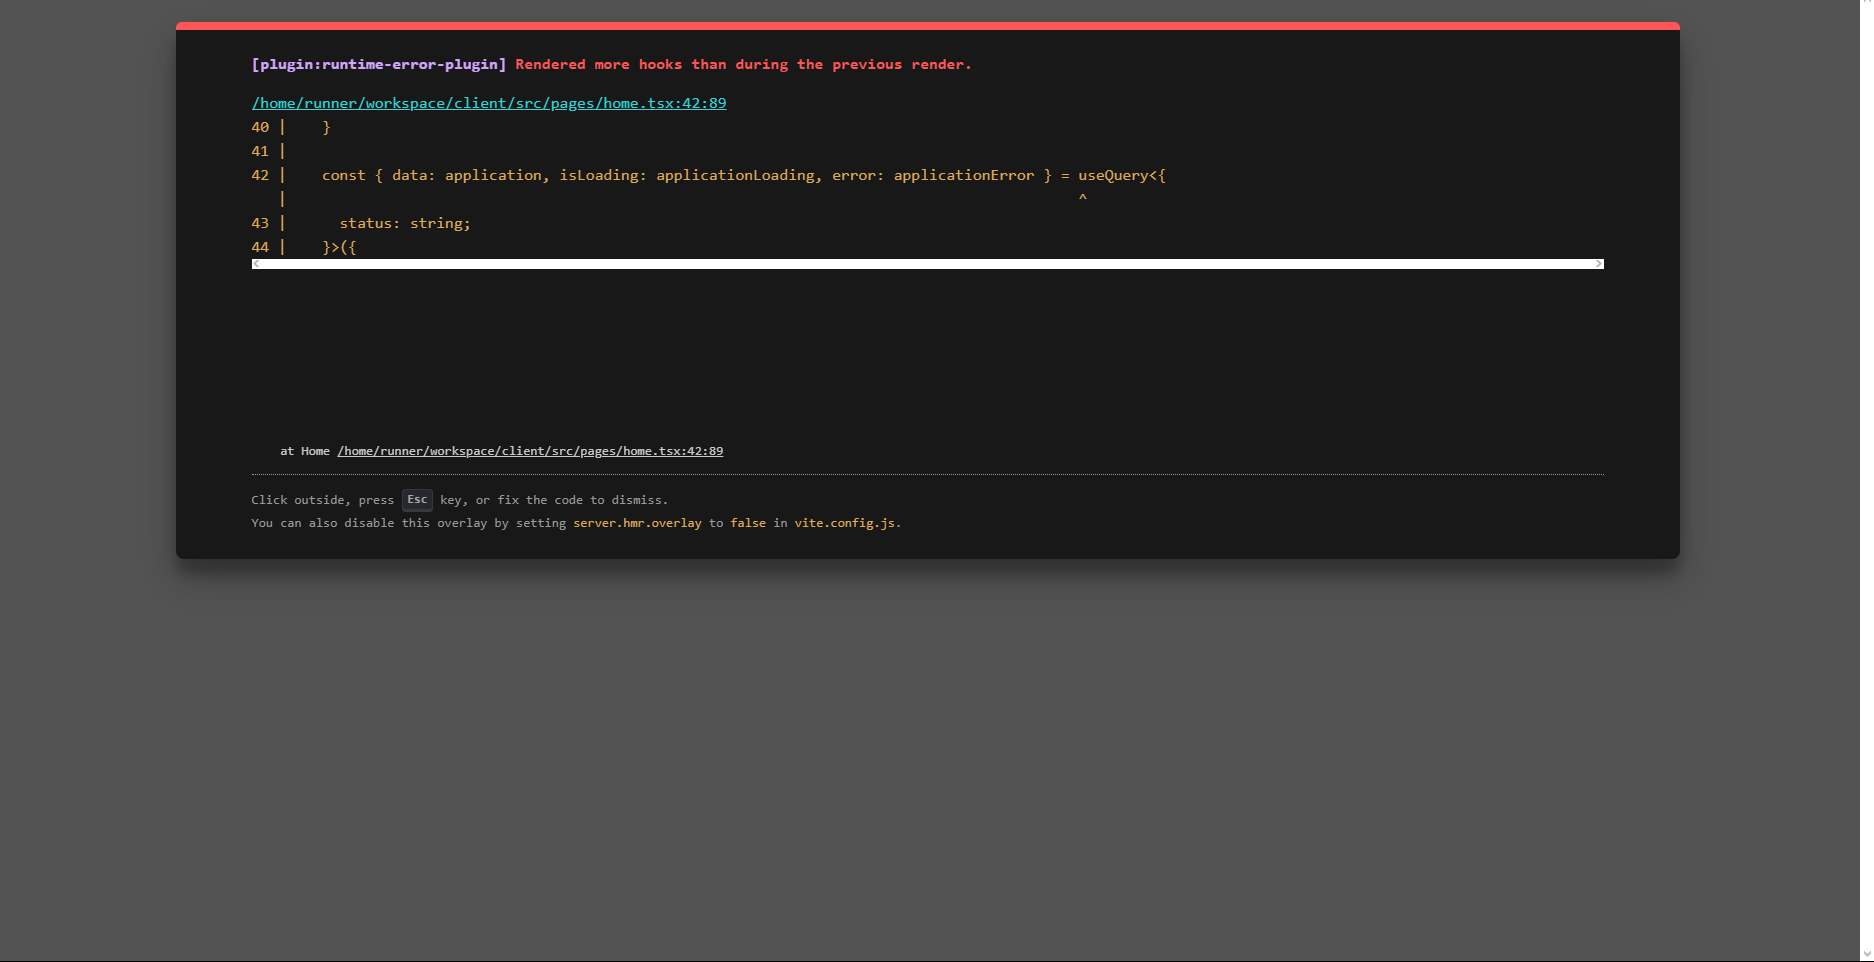 [plugin:runtime-error-plugin] Rendered more hooks than during the previous render.
/home/runner/workspace/client/src/pages/home.tsx:42:89
40 |    }
41 |
42 |    const { data: application, isLoading: applicationLoading, error: applicationError } = useQuery<{
   |                                                                                          ^
43 |      status: string;
44 |    }>({
at Home /home/runner/workspace/client/src/pages/home.tsx:42:89
Click outside, press Esc key, or fix the code to dismiss.
You can also disable this overlay by setting server.hmr.overlay to false in vite.config.js.